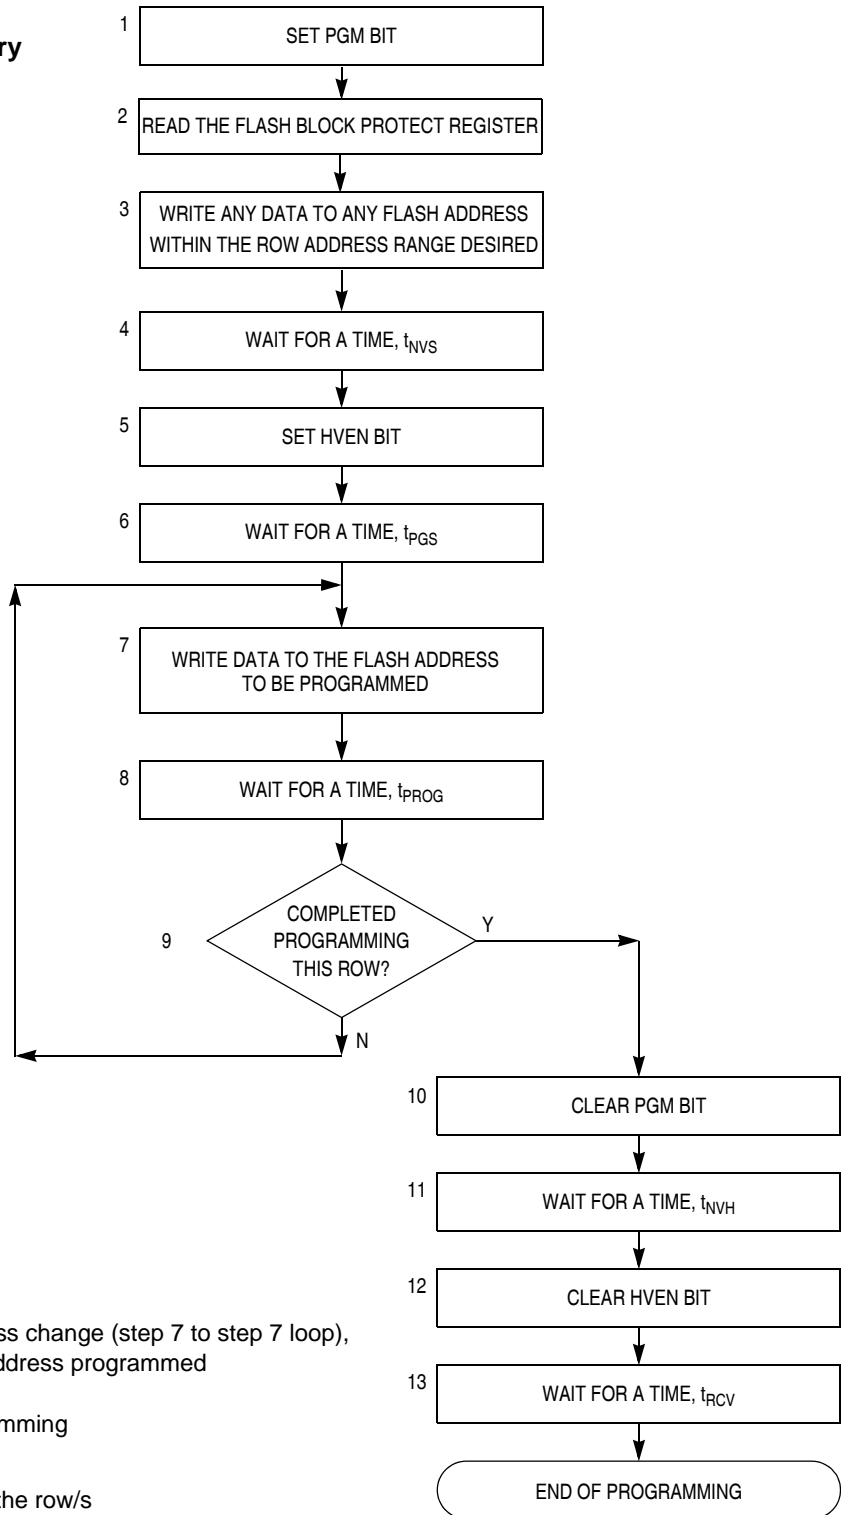 ry
1
SET PGM BIT
2
READ THE FLASH BLOCK PROTECT REGISTER
3
WRITE ANY DATA TO ANY FLASH ADDRESS
WITHIN THE ROW ADDRESS RANGE DESIRED
4
WAIT FOR A TIME, tNVS
5
SET HVEN BIT
6
WAIT FOR A TIME, tPGS
7
WRITE DATA TO THE FLASH ADDRESS
TO BE PROGRAMMED
8
WAIT FOR A TIME, tPROG
9
COMPLETED
PROGRAMMING
THIS ROW?
Y
N
10
CLEAR PGM BIT
11
WAIT FOR A TIME, tNVH
12
CLEAR HVEN BIT
13
WAIT FOR A TIME, tRCV
END OF PROGRAMMING
ss change (step 7 to step 7 loop),
ddress programmed
mming
the row/s